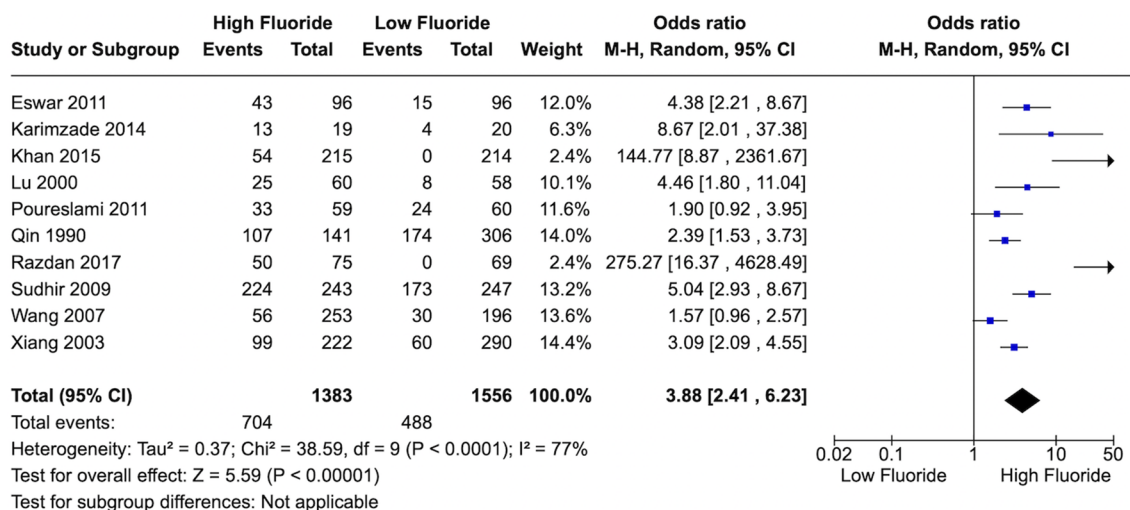 High Fluoride Low Fluoride Odds ratio Odds ratio
Study or Subgroup Events Total Events Total Weight M-H, Random, 95% CI M-H, Random, 95% CI
Eswar 2011 43 96 15 96 12.0% 4.38 [2.21 , 8.67]
Karimzade 2014 13 19 4 20 6.3% 8.67 [2.01 , 37.38]
Khan 2015 54 215 0 214 2.4% 144.77 [8.87 , 2361.67]
Lu 2000 25 60 8 58 10.1% 4.46 [1.80 , 11.04]
Poureslami 2011 33 59 24 60 11.6% 1.90 [0.92 , 3.95]
Qin 1990 107 141 174 306 14.0% 2.39 [1.53 , 3.73]
Razdan 2017 50 75 0 69 2.4% 275.27 [16.37 , 4628.49]
Sudhir 2009 224 243 173 247 13.2% 5.04 [2.93 , 8.67]
Wang 2007 56 253 30 196 13.6% 1.57 [0.96 , 2.57]
Xiang 2003 99 222 60 290 14.4% 3.09 [2.09 , 4.55]
Total (95% CI) 1383 1556 100.0% 3.88 [2.41 , 6.23]
Total events: 704 488
Heterogeneity: Tau² = 0.37; Chi² = 38.59, df = 9 (P < 0.0001); I² = 77%
0.02 0.1 1 10 50
Test for overall effect: Z = 5.59 (P < 0.00001)
Low Fluoride High Fluoride
Test for subgroup differences: Not applicable